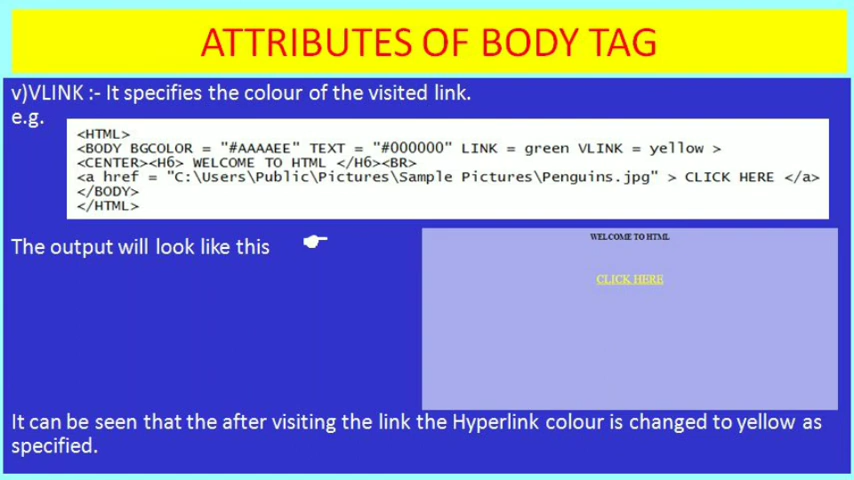 ATTRIBUTES OF BODY TAG
v)VLINK :- It specifies the colour of the visited link.
e.g.
<HTML>
<BODY BGCOLOR = "#AAAAEE" TEXT = "#000000" LINK = green VLINK = yellow >
<CENTER><H6> WELCOME TO HTML </H6><BR>
<a href = "C:\Users\Public\Pictures\Sample Pictures\Penguins.jpg" > CLICK HERE </a>
</BODY>
</HTML>
The output will look like this
WELCOME TO HTML
CLICK HERE
It can be seen that the after visiting the link the Hyperlink colour is changed to yellow as
specified.